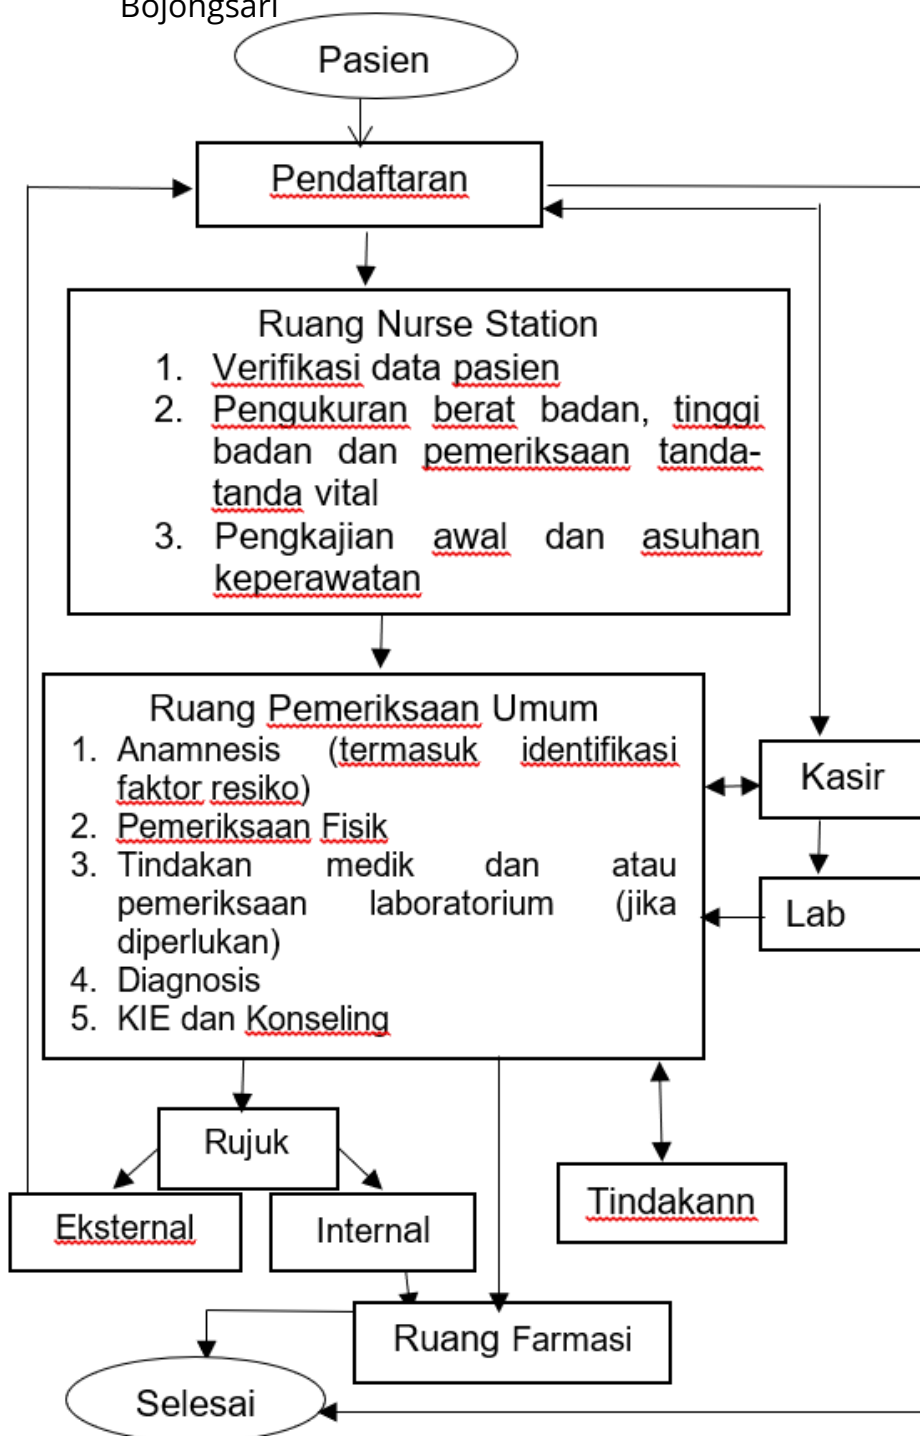 Bojongsari
Pasien
Pendaftaran
Ruang Nurse Station
1. Verifikasi data pasien
2. Pengukuran berat badan, tinggi
badan dan pemeriksaan tanda-
tanda vital
3. Pengkajian awal dan asuhan
keperawatan
Ruang Pemeriksaan Umum
1. Anamnesis (termasuk identifikasi
faktor resiko)
2. Pemeriksaan Fisik
3. Tindakan medik dan atau
pemeriksaan laboratorium (jika
diperlukan)
4. Diagnosis
5. KIE dan Konseling
Kasir
Lab
Rujuk
Eksternal
Internal
Tindakann
Ruang Farmasi
Selesai